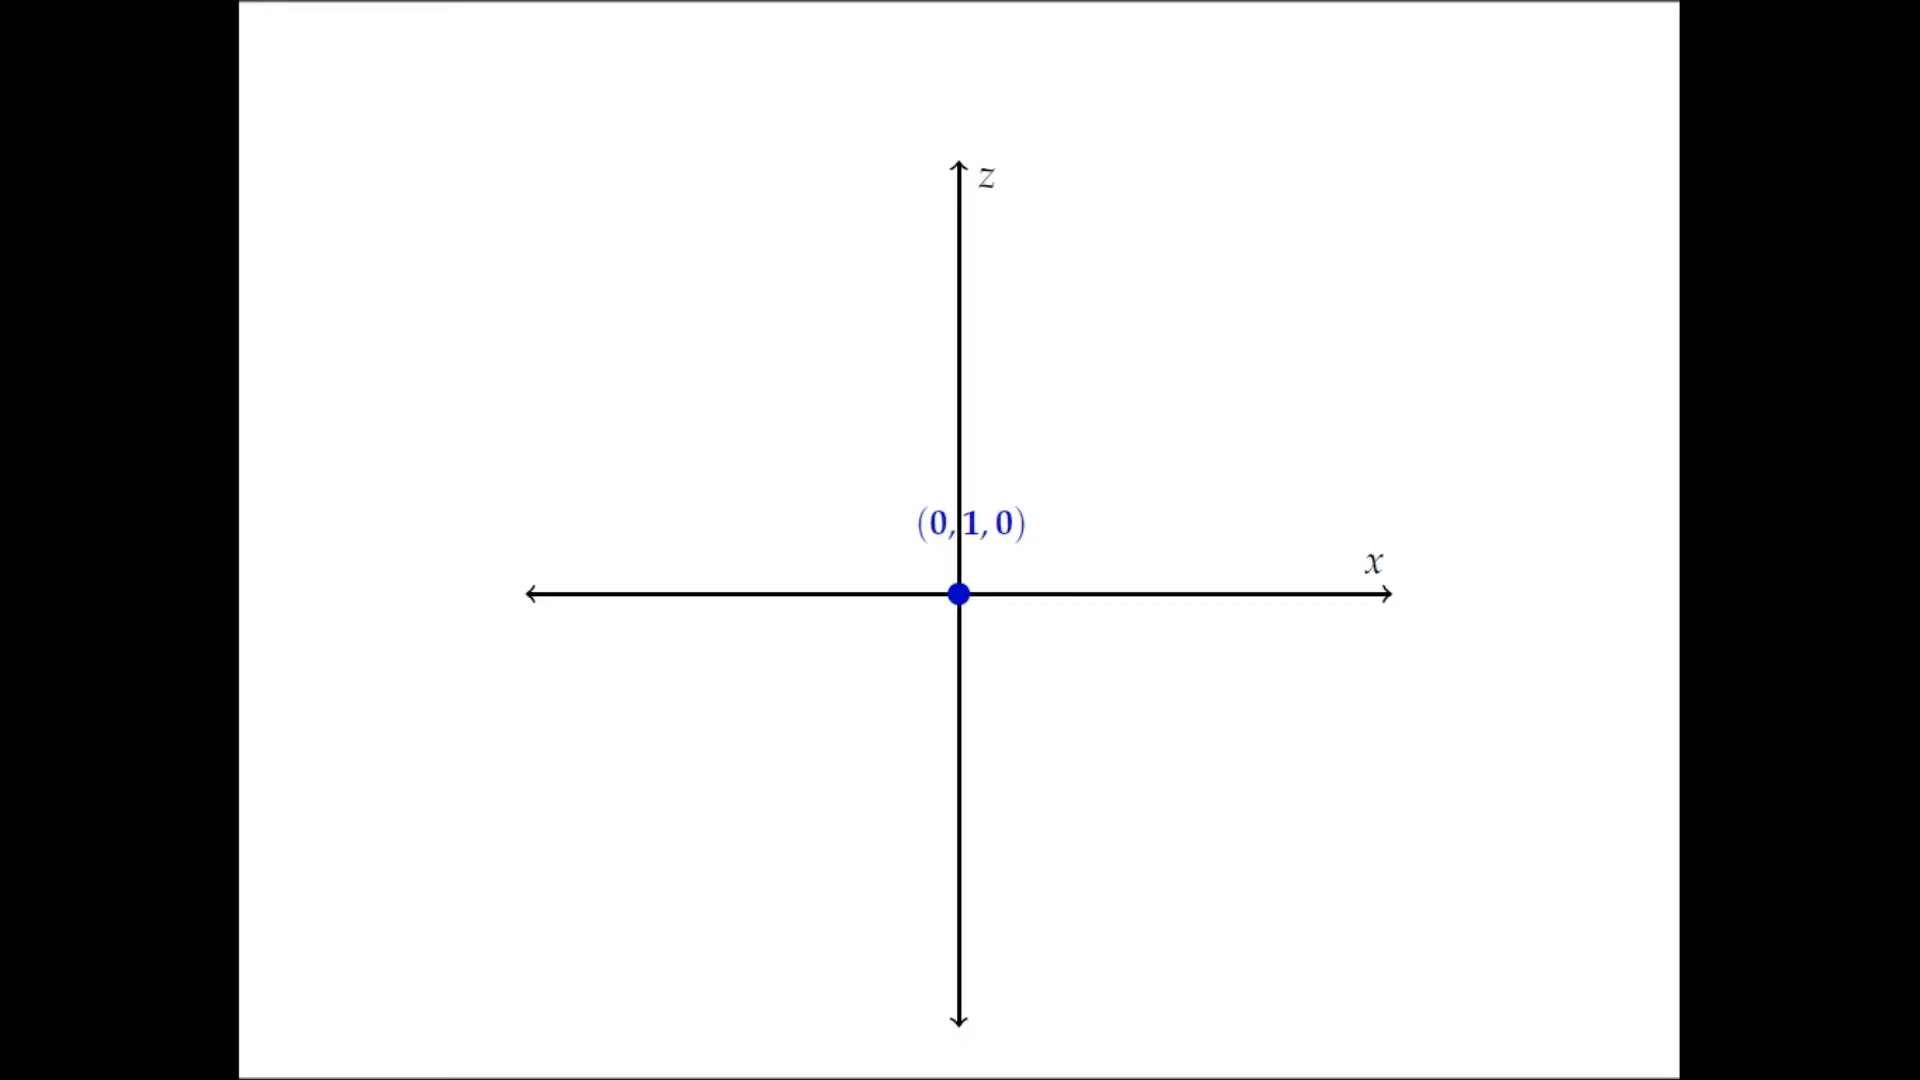 z
(0, 1, 0)
x